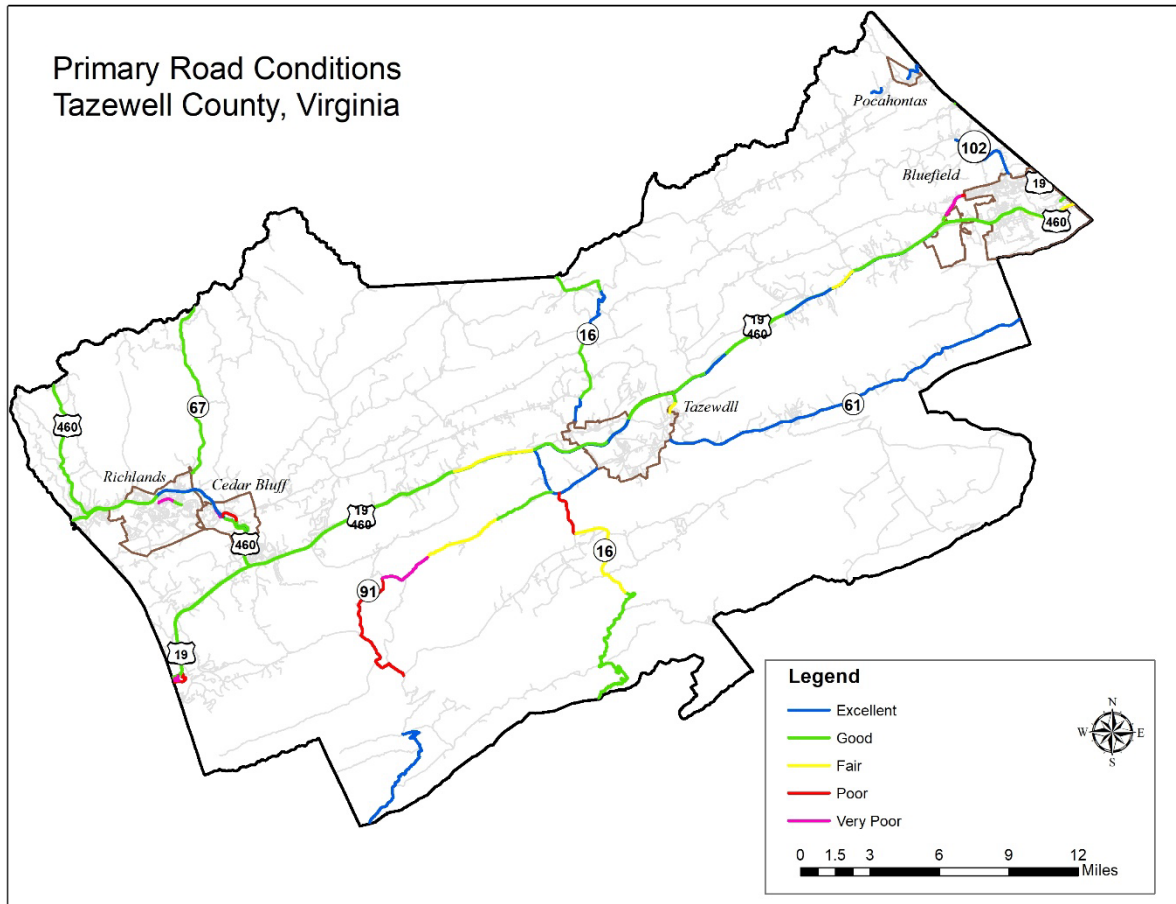 Primary Road Conditions
Tazewell County, Virginia
Pocahontas
102
Bluefield
19
460
16
19
460
Tazewdll
61
67
460
Richlands
Cedar Bluff
19
460
460
16
91
19
Legend
Excellent
Good
Fair
Poor
Very Poor
N
W
E
S
0 1.5 3 6 9 12
Miles